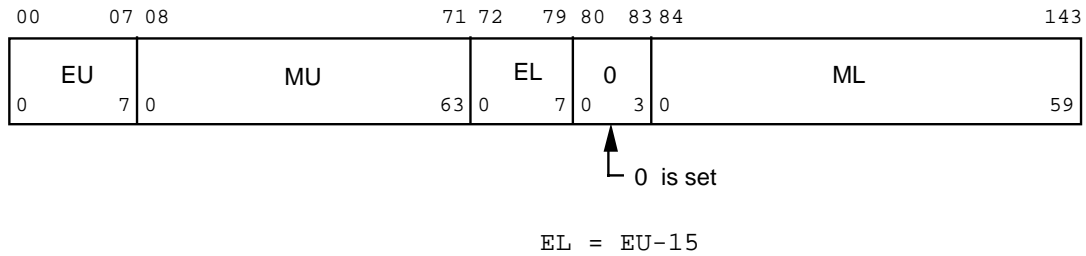 00 07 08 71 72 79 80 83 84 143
EU MU EL 0 ML
0 7 0 63 0 7 0 3 0 59
0 is set
EL = EU-15